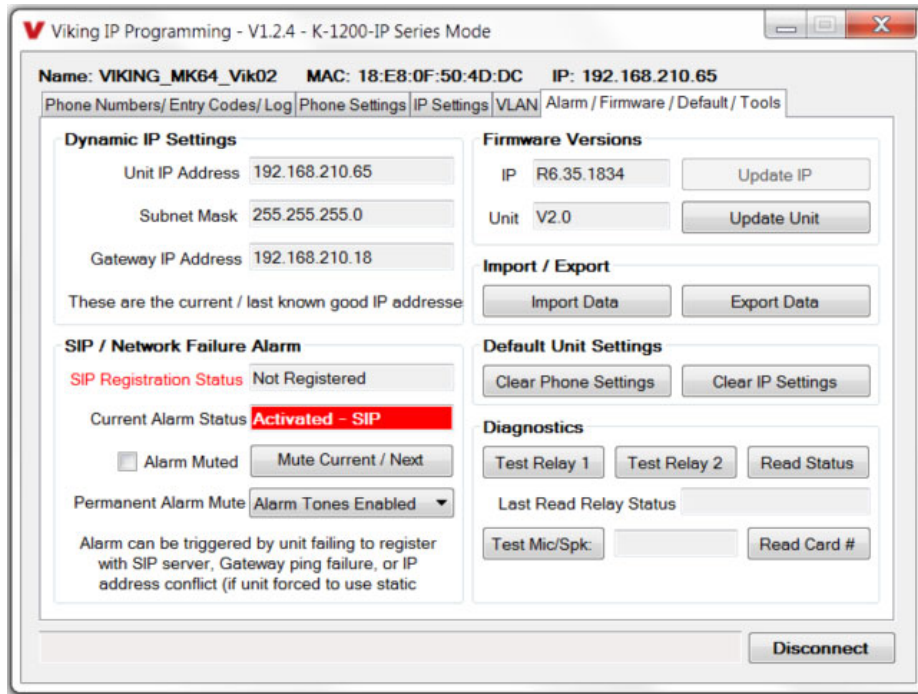 Viking IP Programming - V1.2.4 - K-1200-IP Series Mode
Name: VIKING_MK64_Vik02 MAC: 18:E8:0F:50:4D:DC IP: 192.168.210.65
Phone Numbers/ Entry Codes/ Log Phone Settings IP Settings VLAN Alarm / Firmware / Default / Tools
Dynamic IP Settings
Unit IP Address 192.168.210.65
Subnet Mask 255.255.255.0
Gateway IP Address 192.168.210.18
These are the current / last known good IP addresse
SIP / Network Failure Alarm
SIP Registration Status Not Registered
Current Alarm Status Activated - SIP
Alarm Muted Mute Current / Next
Permanent Alarm Mute Alarm Tones Enabled
Alarm can be triggered by unit failing to register
with SIP server, Gateway ping failure, or IP
address conflict (if unit forced to use static
Firmware Versions
IP R6.35.1834 Update IP
Unit V2.0 Update Unit
Import / Export
Import Data Export Data
Default Unit Settings
Clear Phone Settings Clear IP Settings
Diagnostics
Test Relay 1 Test Relay 2 Read Status
Last Read Relay Status
Test Mic/Spk: Read Card #
Disconnect